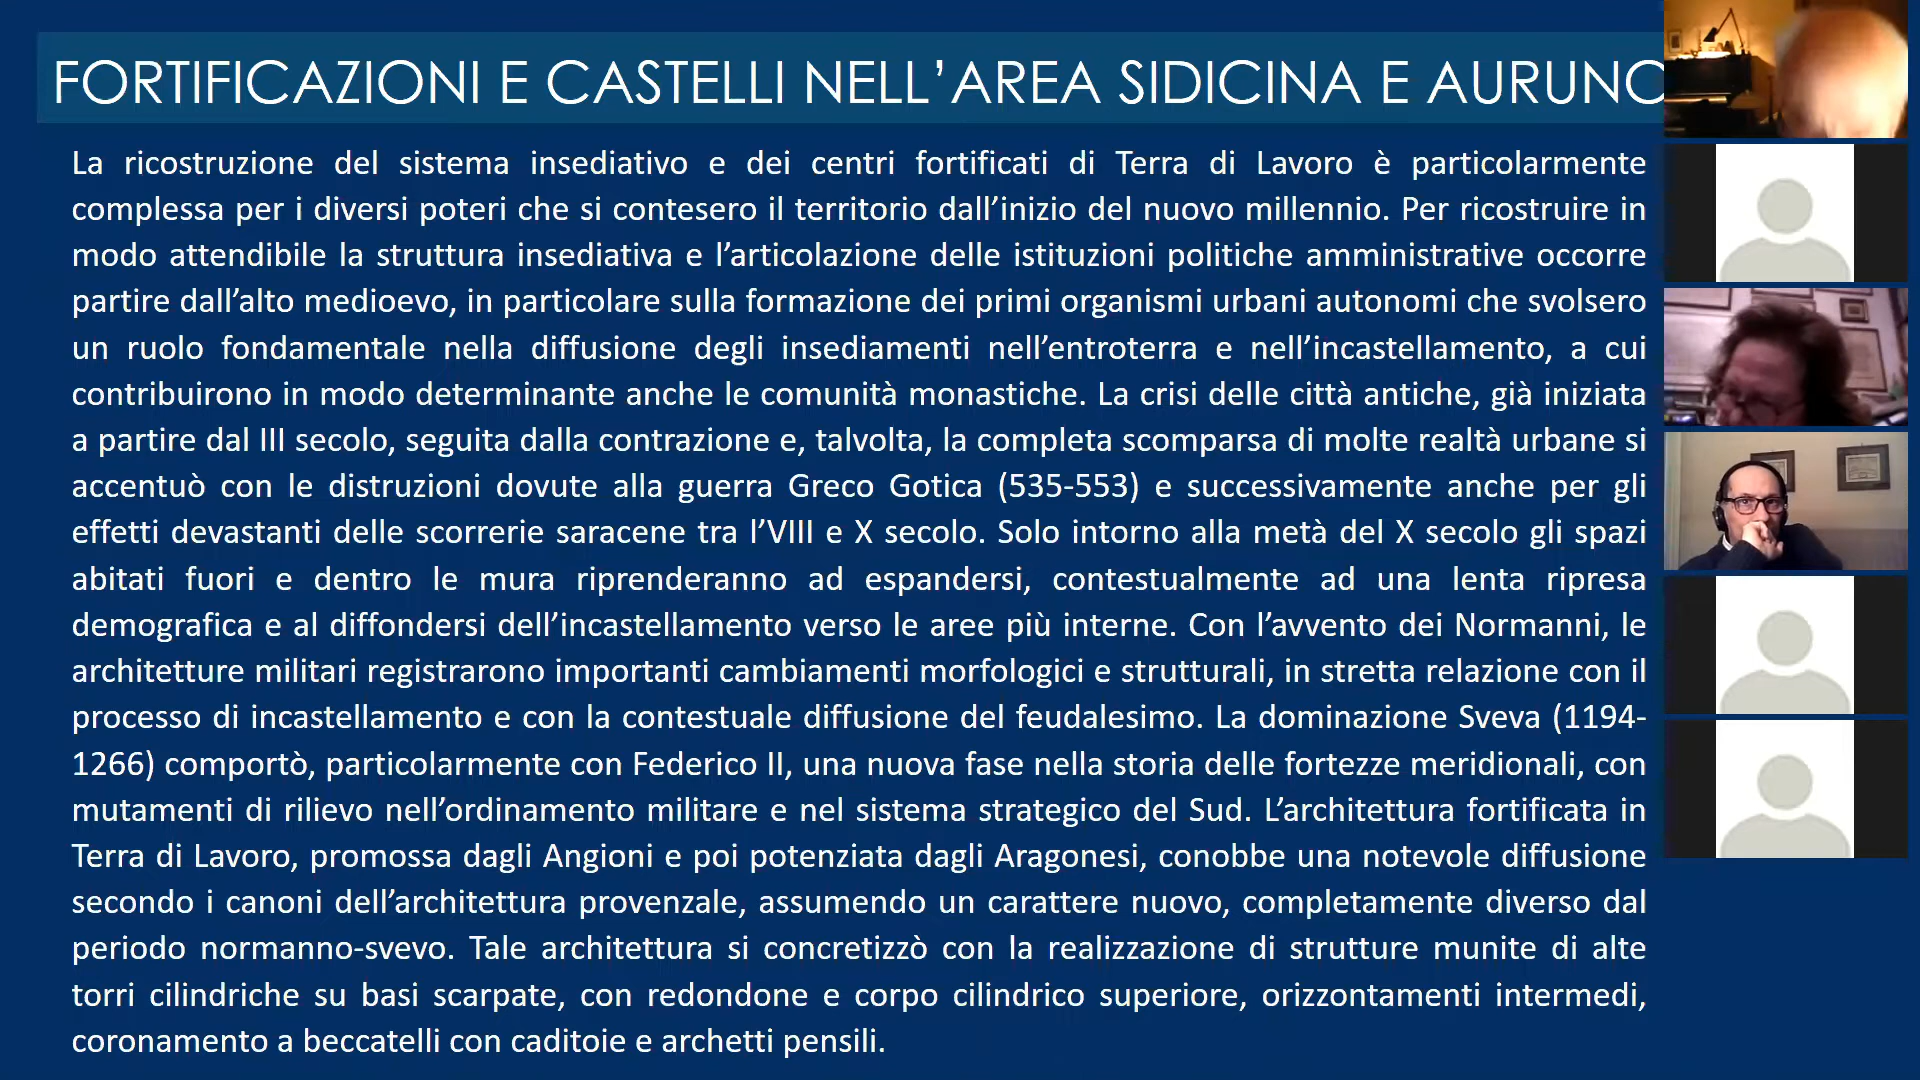 FORTIFICAZIONI E CASTELLI NELL’AREA SIDICINA E AURUNC
La ricostruzione del sistema insediativo e dei centri fortificati di Terra di Lavoro è particolarmente
complessa per i diversi poteri che si contesero il territorio dall’inizio del nuovo millennio. Per ricostruire in
modo attendibile la struttura insediativa e l’articolazione delle istituzioni politiche amministrative occorre
partire dall’alto medioevo, in particolare sulla formazione dei primi organismi urbani autonomi che svolsero
un ruolo fondamentale nella diffusione degli insediamenti nell’entroterra e nell’incastellamento, a cui
contribuirono in modo determinante anche le comunità monastiche. La crisi delle città antiche, già iniziata
a partire dal III secolo, seguita dalla contrazione e, talvolta, la completa scomparsa di molte realtà urbane si
accentuò con le distruzioni dovute alla guerra Greco Gotica (535-553) e successivamente anche per gli
effetti devastanti delle scorrerie saracene tra l’VIII e X secolo. Solo intorno alla metà del X secolo gli spazi
abitati fuori e dentro le mura riprenderanno ad espandersi, contestualmente ad una lenta ripresa
demografica e al diffondersi dell’incastellamento verso le aree più interne. Con l’avvento dei Normanni, le
architetture militari registrarono importanti cambiamenti morfologici e strutturali, in stretta relazione con il
processo di incastellamento e con la contestuale diffusione del feudalesimo. La dominazione Sveva (1194-
1266) comportò, particolarmente con Federico II, una nuova fase nella storia delle fortezze meridionali, con
mutamenti di rilievo nell’ordinamento militare e nel sistema strategico del Sud. L’architettura fortificata in
Terra di Lavoro, promossa dagli Angioni e poi potenziata dagli Aragonesi, conobbe una notevole diffusione
secondo i canoni dell’architettura provenzale, assumendo un carattere nuovo, completamente diverso dal
periodo normanno-svevo. Tale architettura si concretizzò con la realizzazione di strutture munite di alte
torri cilindriche su basi scarpate, con redondone e corpo cilindrico superiore, orizzontamenti intermedi,
coronamento a beccatelli con caditoie e archetti pensili.